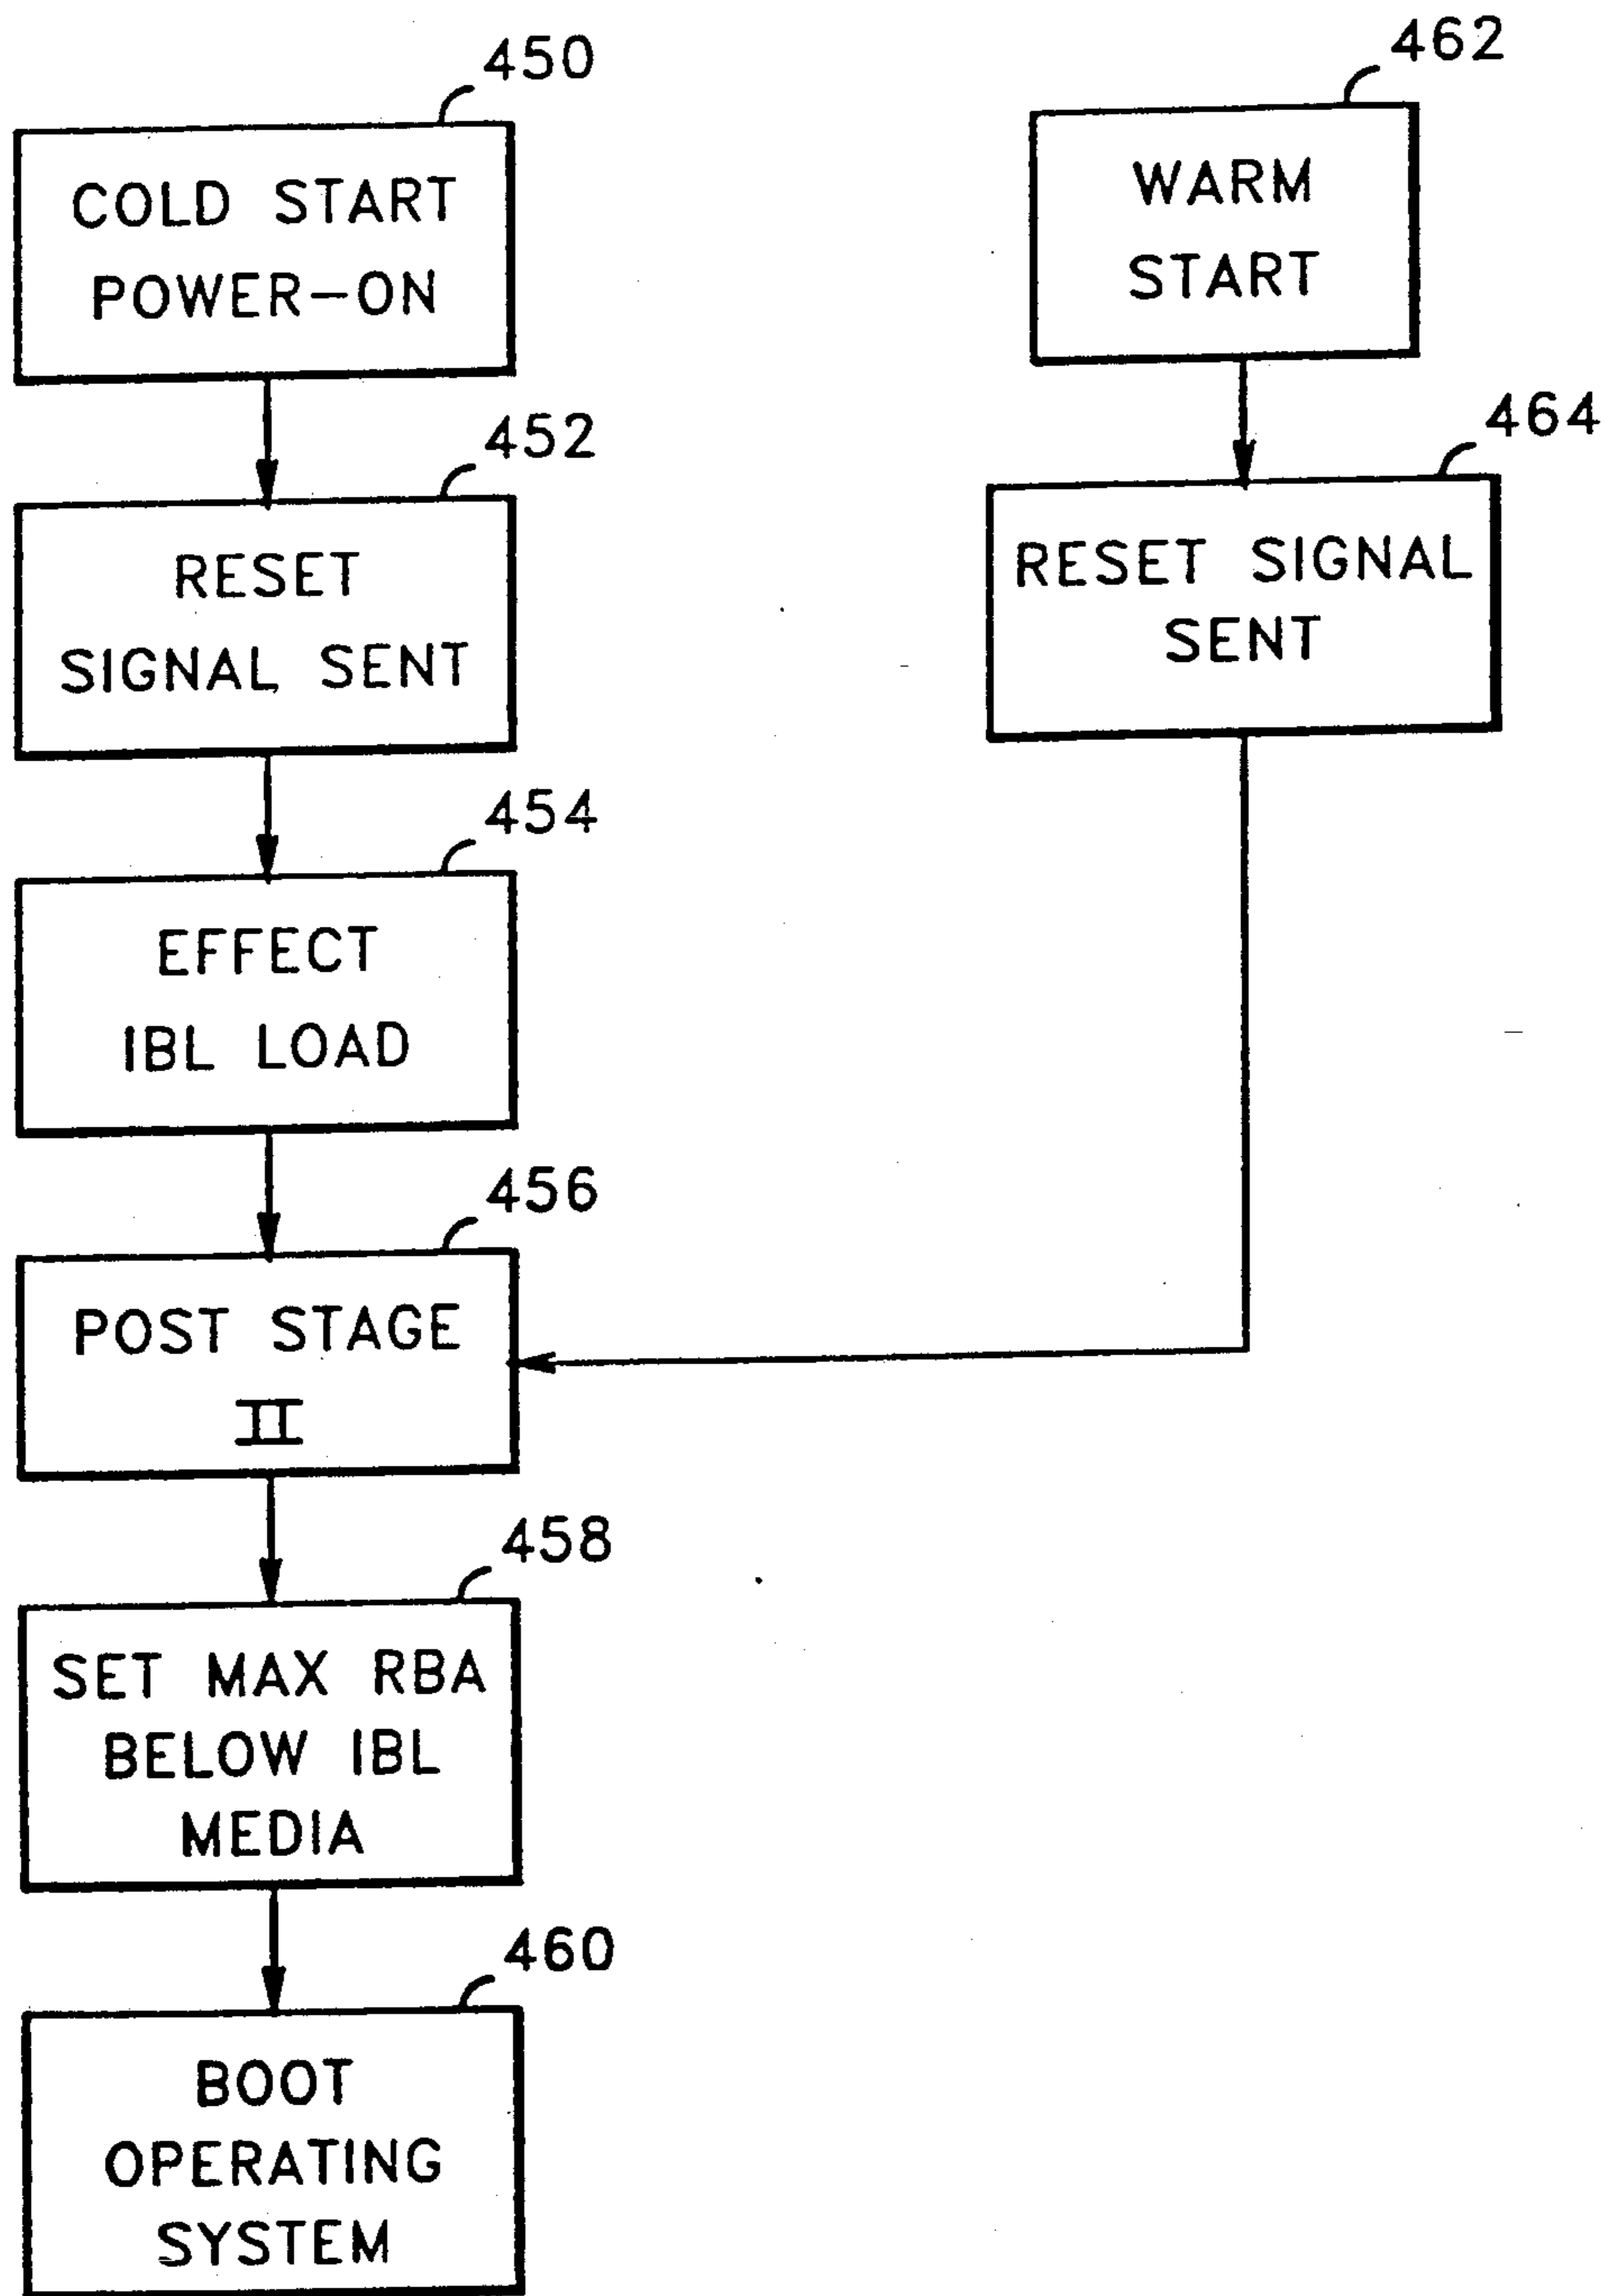 450
COLD START
POWER-ON
452
RESET
SIGNAL SENT
454
EFFECT
IBL LOAD
456
POST STAGE
II
458
SET MAX RBA
BELOW IBL
MEDIA
460
BOOT
OPERATING
SYSTEM
462
WARM
START
464
RESET SIGNAL
SENT